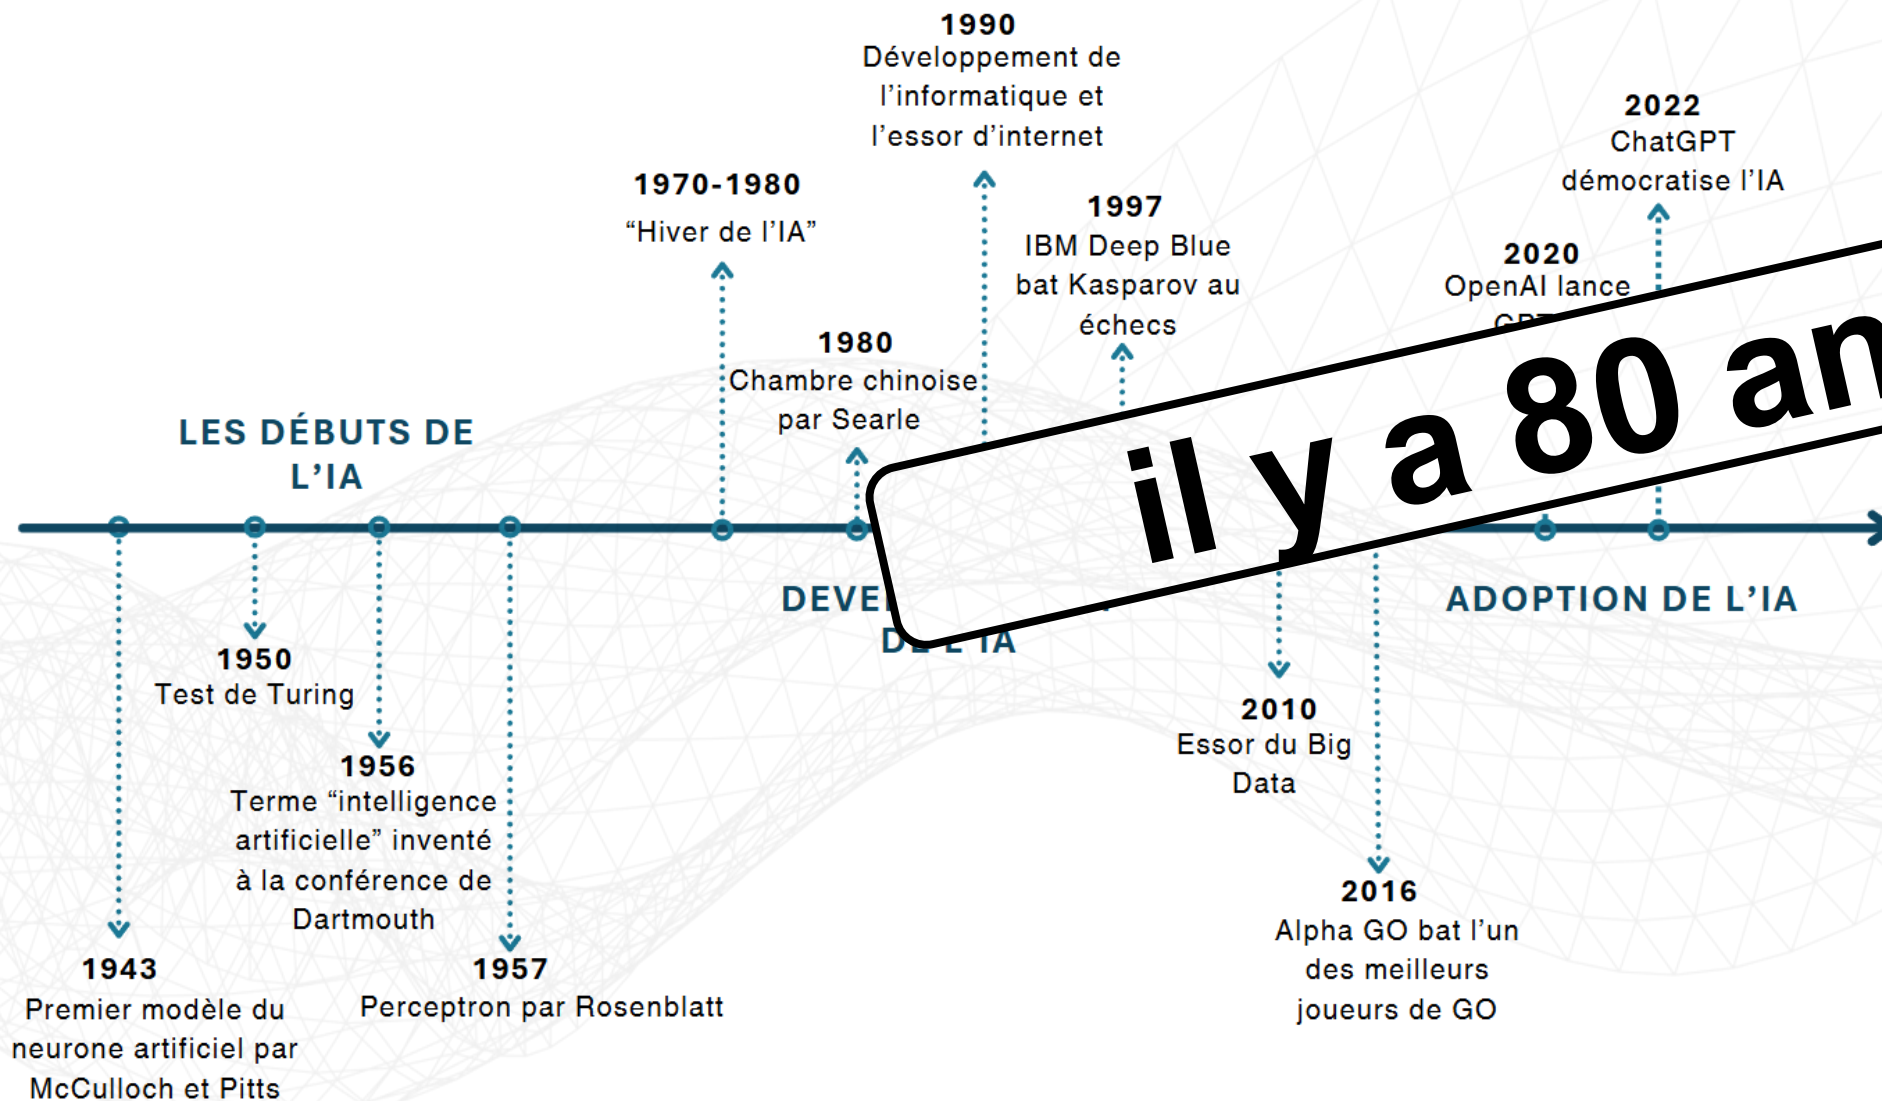 1990
Développement de
l’informatique et
l’essor d’internet
2022
ChatGPT
démocratise l’IA
1970-1980
“Hiver de l’IA”
1997
IBM Deep Blue
bat Kasparov au
échecs
2020
OpenAI lance
1980
Chambre chinoise
par Searle
il y a 80
LES DÉBUTS DE
L’IA
ADOPTION DE L’IA
1950
Test de Turing
1956
Terme “intelligence
artificielle” inventé
à la conférence de
Dartmouth
2010
Essor du Big
Data
2016
Alpha GO bat l’un
des meilleurs
joueurs de GO
1943
Premier modèle du
neurone artificiel par
McCulloch et Pitts
1957
Perceptron par Rosenblatt